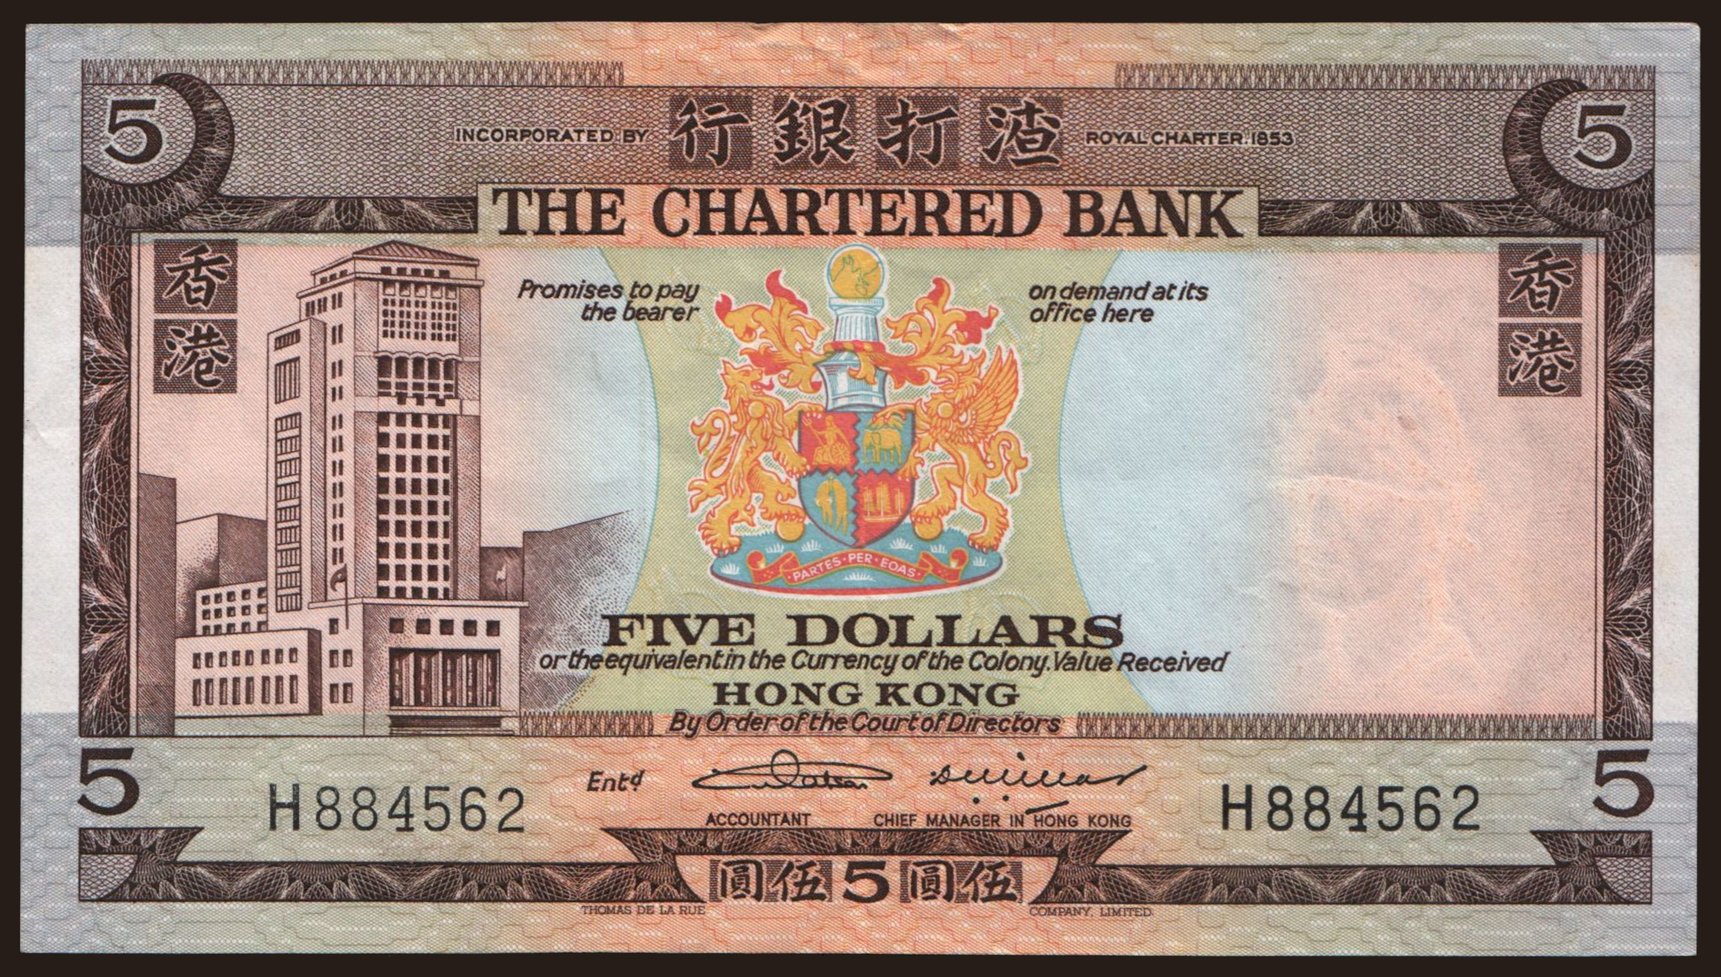 5
5
INCORPORATED BY 行銀打渣 ROYAL CHARTER.1853
THE CHARTERED BANK
香港
香港
Promises to pay
the bearer
on demand at its
office here
PARTES·PER·EOAS
FIVE DOLLARS
or the equivalent in the Currency of the Colony. Value Received
HONG KONG
By Order of the Court of Directors
5
5
H884562
Entd
ACCOUNTANT
CHIEF MANAGER IN HONG KONG
H884562
圓伍5圓伍
THOMAS DE LA RUE
COMPANY, LIMITED.